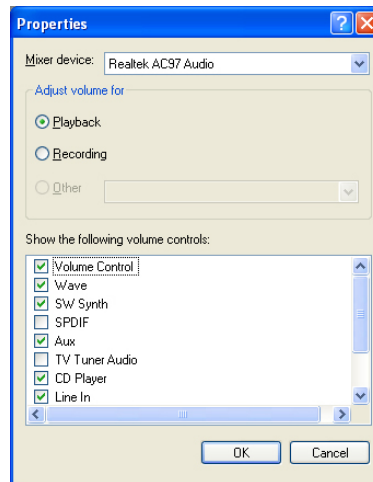 Properties
Mixer device: Realtek AC97 Audio
Adjust volume for
Playback
Recording
Other
Show the following volume controls:
Volume Control
Wave
SW Synth
SPDIF
Aux
TV Tuner Audio
CD Player
Line In
OK Cancel